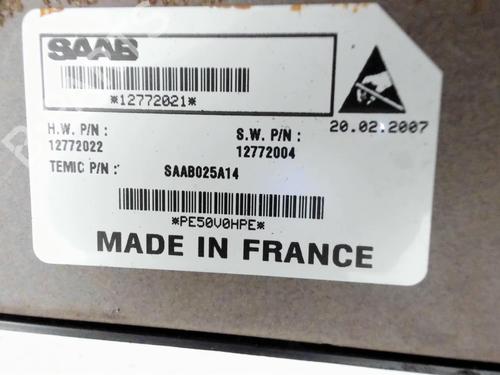 SAAB
*12772021*
20.02.2007
H.W. P/N :
12772022
S.W. P/N :
12772004
TEMIC P/N :
SAAB025A14
*PE50V0HPE*
MADE IN FRANCE